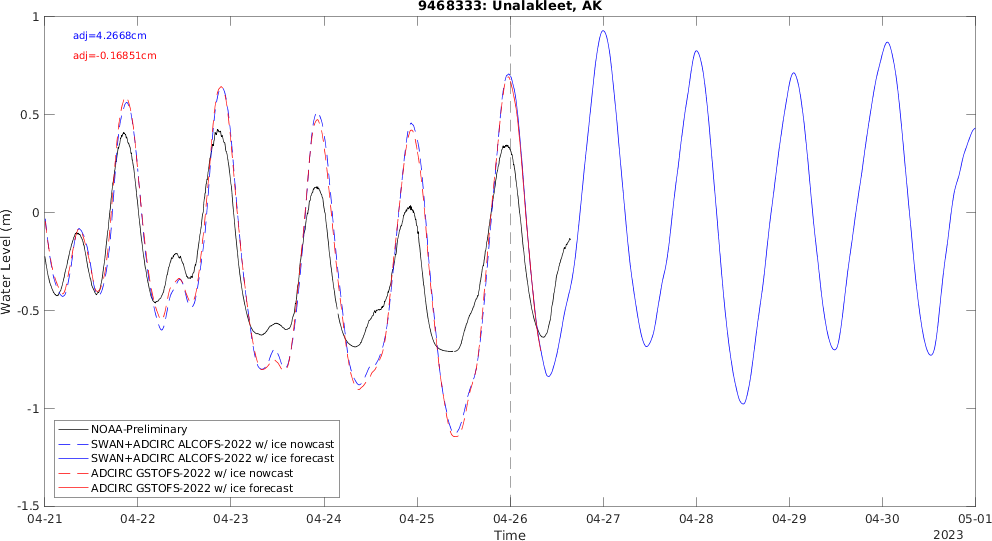 9468333: Unalakleet, AK
adj=4.2668cm
adj=-0.16851cm
Water Level (m)
1
0.5
0
-0.5
-1
-1.5
NOAA-Preliminary
SWAN+ADCIRC ALCOFS-2022 w/ ice nowcast
SWAN+ADCIRC ALCOFS-2022 w/ ice forecast
ADCIRC GSTOFS-2022 w/ ice nowcast
ADCIRC GSTOFS-2022 w/ ice forecast
04-21 04-22 04-23 04-24 04-25 04-26 04-27 04-28 04-29 04-30 05-01
Time
2023